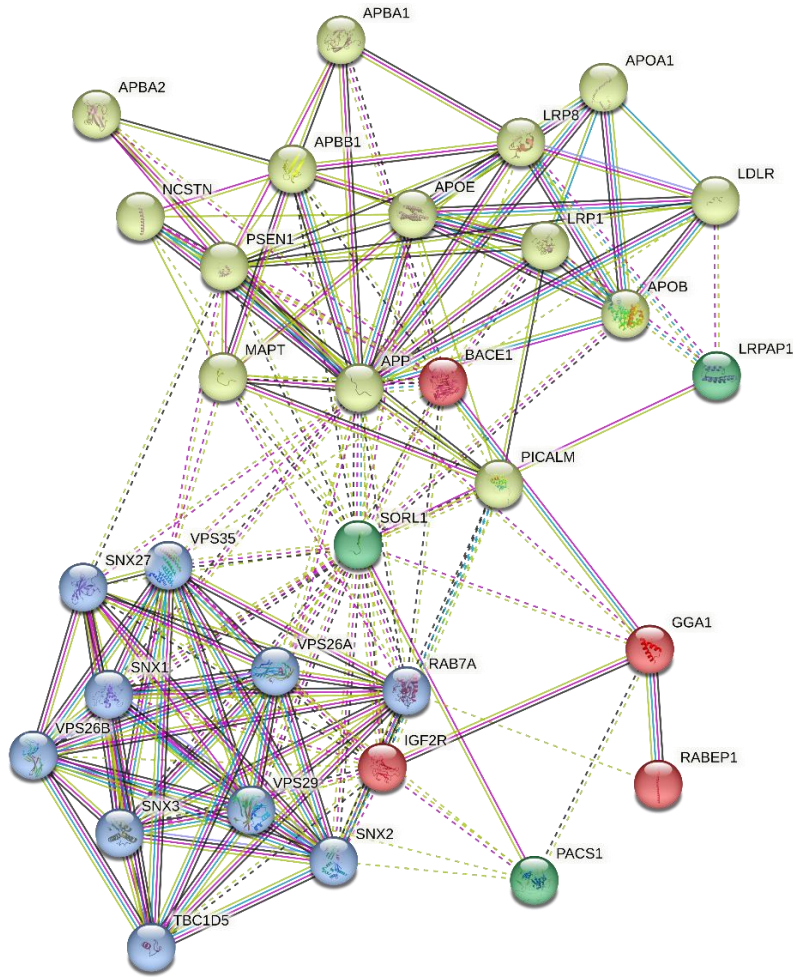 APBA1
APOA1
APBA2
LRP8
APBB1
LDLR
NCSTN
APOE
LRP1
PSEN1
APOB
LRPAP1
MAPT
APP
BACE1
PICALM
SORL1
VPS35
SNX27
GGA1
VPS26A
SNX1
RAB7A
VPS26B
IGF2R
RABEP1
VPS29
SNX3
SNX2
PACS1
TBC1D5